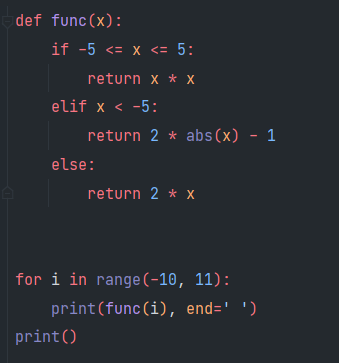 def func(x):
    if -5 <= x <= 5:
        return x * x
    elif x < -5:
        return 2 * abs(x) - 1
    else:
        return 2 * x


for i in range(-10, 11):
    print(func(i), end=' ')
print()